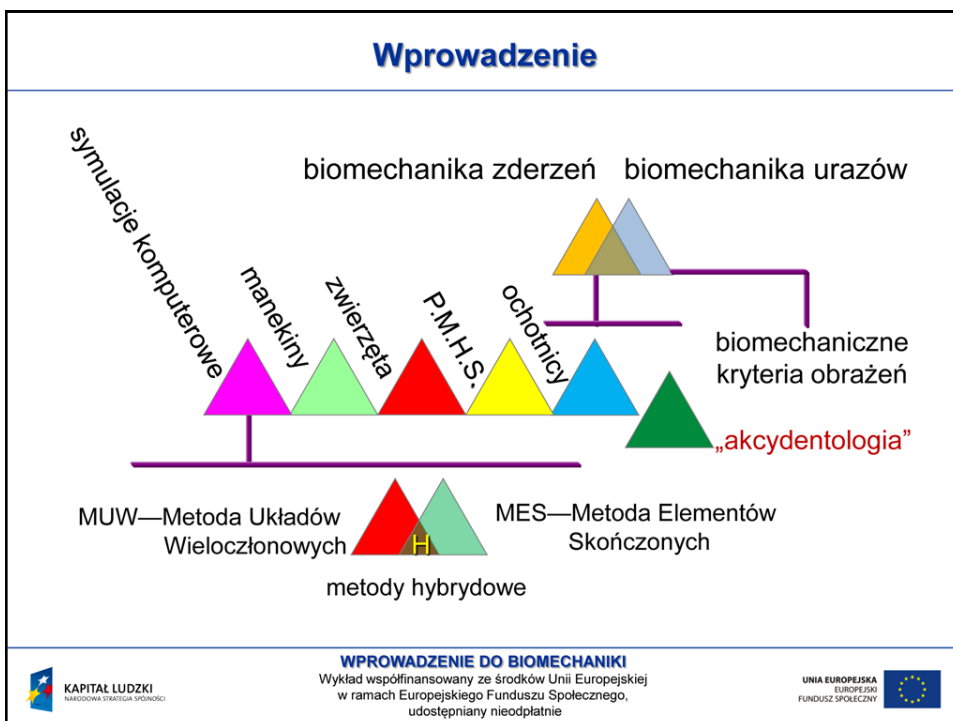 Wprowadzenie
symulacje komputerowe
manekiny
zwierzęta
P.M.H.S.
ochotnicy
biomechanika zderzeń
biomechanika urazów
biomechaniczne
kryteria obrażeń
„akcydentologia”
MUW—Metoda Układów
Wieloczłonowych
H
MES—Metoda Elementów
Skończonych
metody hybrydowe
KAPITAŁ LUDZKI
NARODOWA STRATEGIA SPÓJNOŚCI
WPROWADZENIE DO BIOMECHANIKI
Wykład współfinansowany ze środków Unii Europejskiej
w ramach Europejskiego Funduszu Społecznego,
udostępniany nieodpłatnie
UNIA EUROPEJSKA
EUROPEJSKI
FUNDUSZ SPOŁECZNY